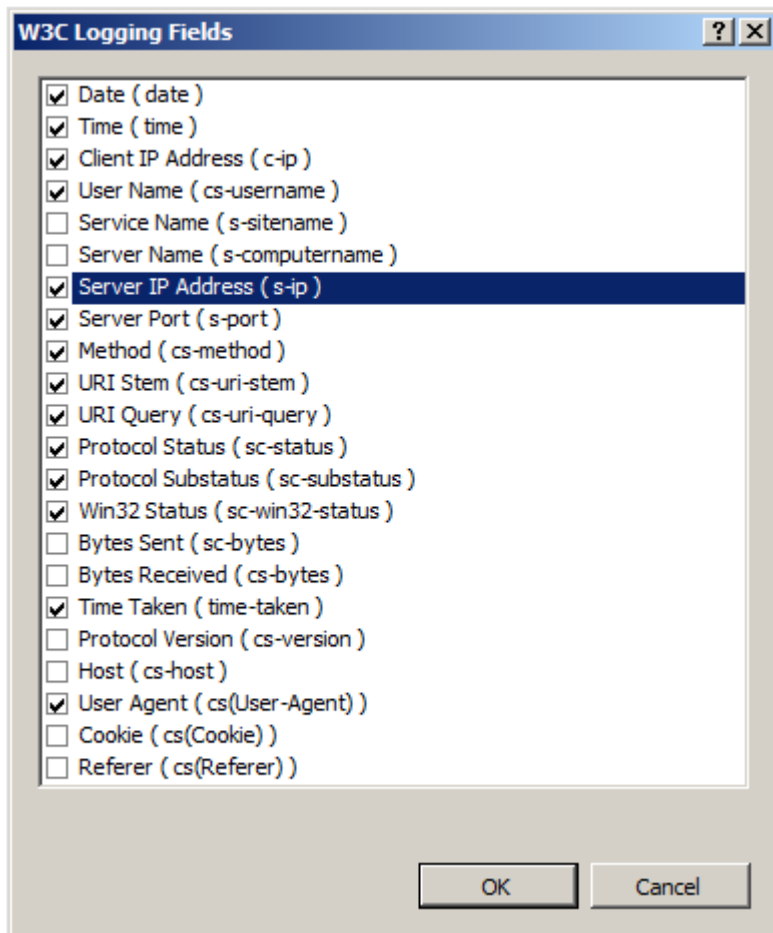 W3C Logging Fields
Date ( date )
Time ( time )
Client IP Address ( c-ip )
User Name ( cs-username )
Service Name ( s-sitename )
Server Name ( s-computername )
Server IP Address ( s-ip )
Server Port ( s-port )
Method ( cs-method )
URI Stem ( cs-uri-stem )
URI Query ( cs-uri-query )
Protocol Status ( sc-status )
Protocol Substatus ( sc-substatus )
Win32 Status ( sc-win32-status )
Bytes Sent ( sc-bytes )
Bytes Received ( cs-bytes )
Time Taken ( time-taken )
Protocol Version ( cs-version )
Host ( cs-host )
User Agent ( cs(User-Agent) )
Cookie ( cs(Cookie) )
Referer ( cs(Referer) )
OK Cancel